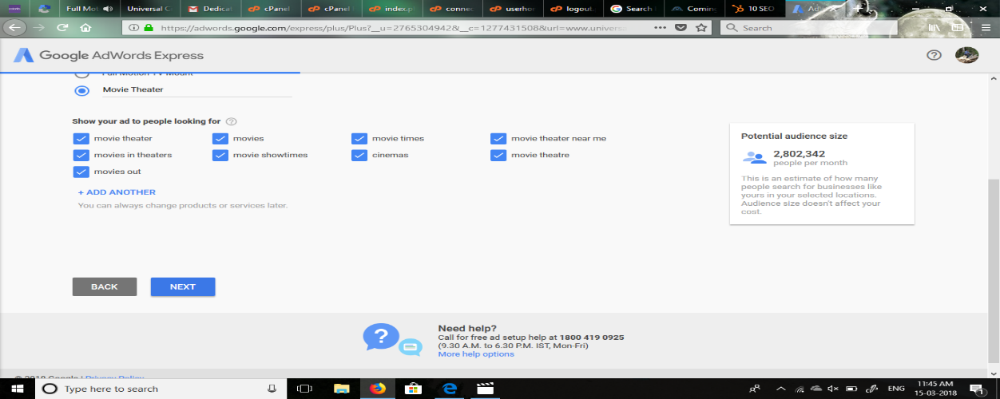 Full Mot
Universal C
Dedicat
cPanel
cPanel
index.p
connec
userho
logout.
Search
Coming
10 SEO
Ad
https://adwords.google.com/express/plus/Plus?__u=2765304942&__c=1277431508&url=www.universa
Search
Google AdWords Express
Full Motion TV Mount
Movie Theater
Show your ad to people looking for
movie theater movies movie times movie theater near me
movies in theaters movie showtimes cinemas movie theatre
movies out
+ ADD ANOTHER
You can always change products or services later.
Potential audience size
2,802,342
people per month
This is an estimate of how many
people search for businesses like
yours in your selected locations.
Audience size doesn't affect your
cost.
BACK NEXT
?
Need help?
Call for free ad setup help at 1800 419 0925
(9.30 A.M. to 6.30 P.M. IST, Mon-Fri)
More help options
© 2018 Google | Privacy Policy
Type here to search
ENG
11:45 AM
15-03-2018
1